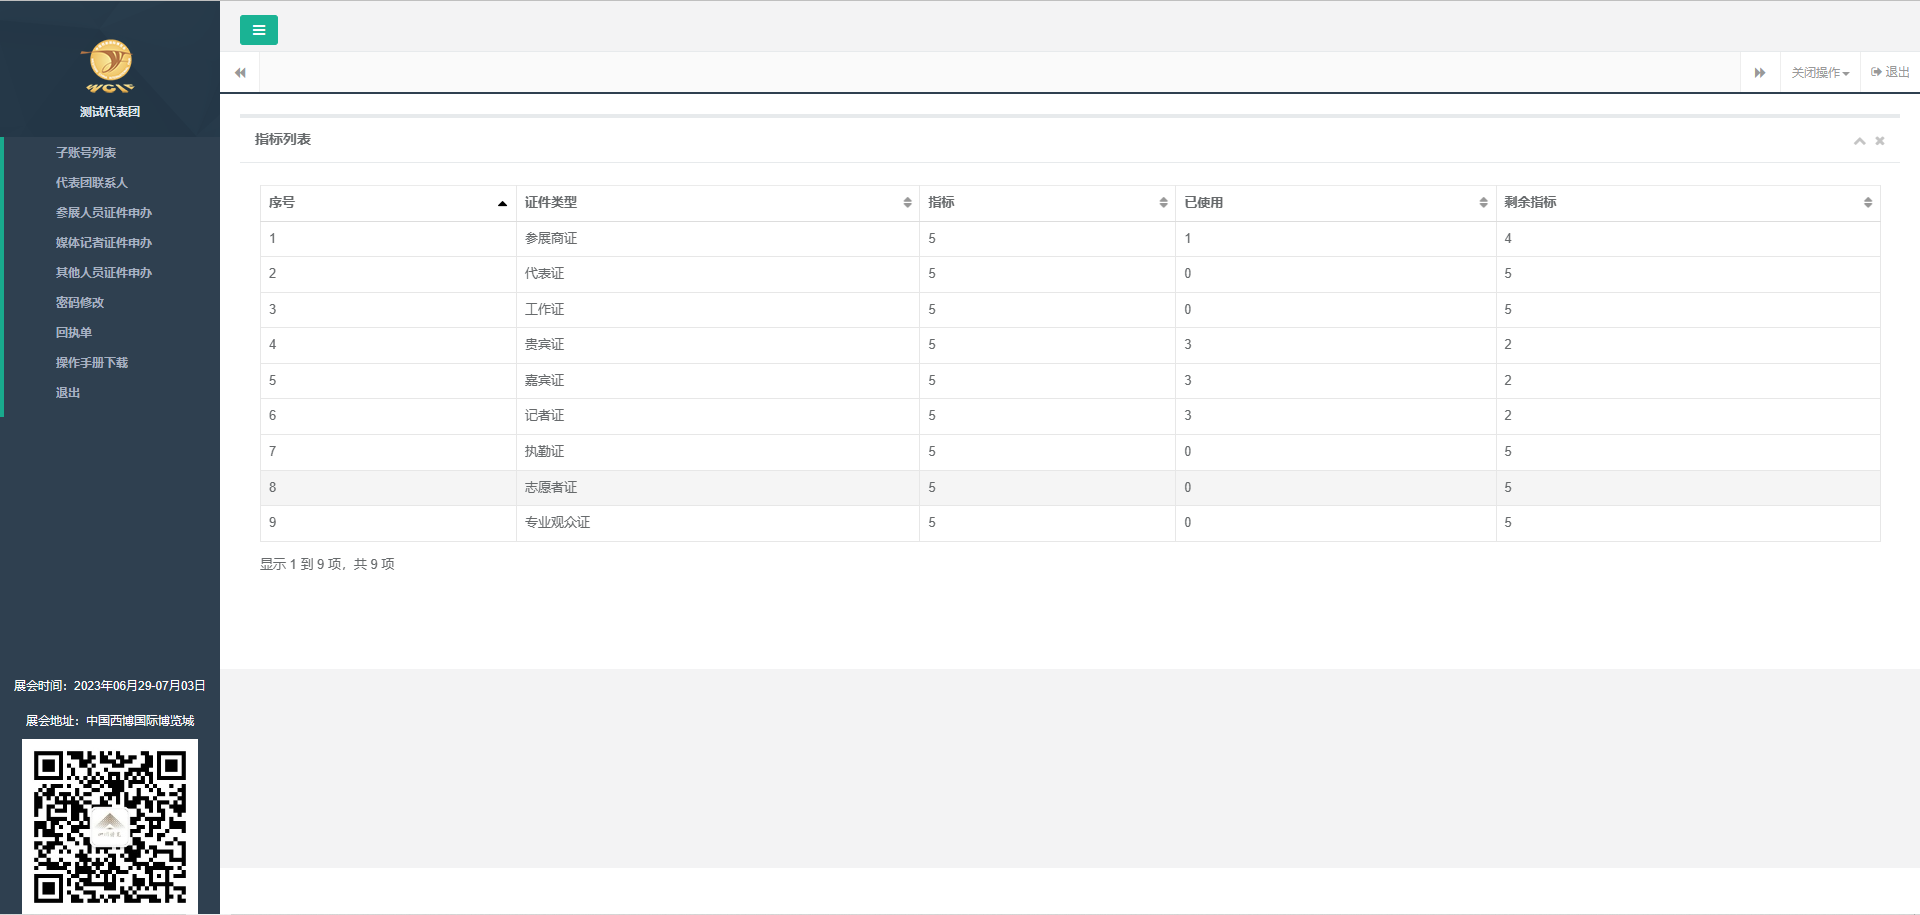 WCIF
测试代表团
子账号列表
代表团联系人
参展人员证件申办
媒体记者证件申办
其他人员证件申办
密码修改
回执单
操作手册下载
退出
展会时间：2023年06月29-07月03日
展会地址：中国西博国际博览城
关闭操作 退出
指标列表
序号 证件类型 指标 已使用 剩余指标
1 参展商证 5 1 4
2 代表证 5 0 5
3 工作证 5 0 5
4 贵宾证 5 3 2
5 嘉宾证 5 3 2
6 记者证 5 3 2
7 执勤证 5 0 5
8 志愿者证 5 0 5
9 专业观众证 5 0 5
显示 1 到 9 项，共 9 项